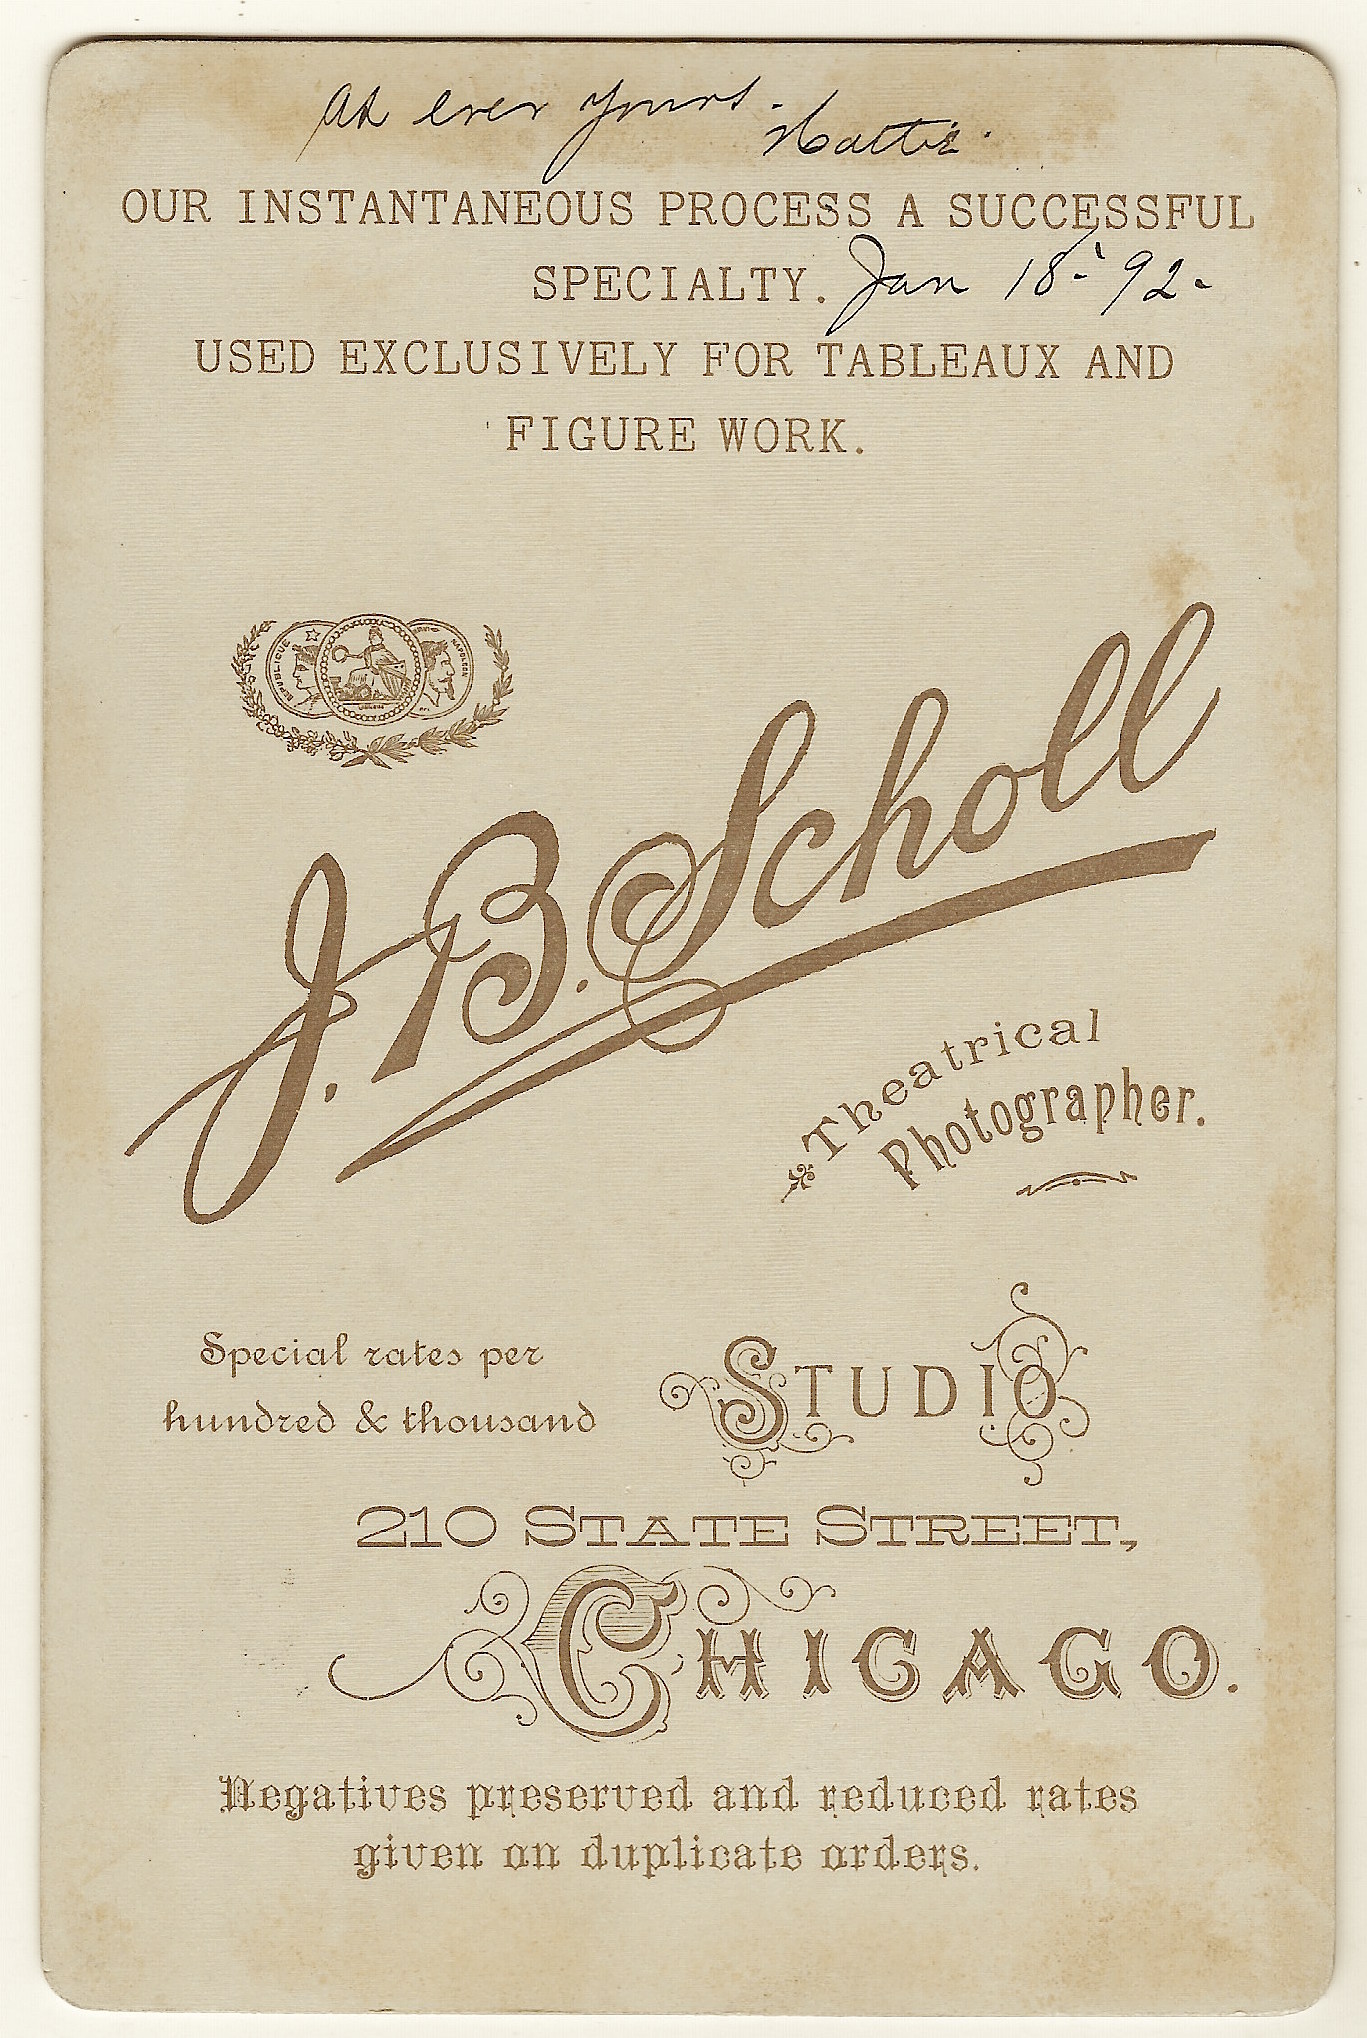 As ever yours.
Hattie.
OUR INSTANTANEOUS PROCESS A SUCCESSFUL
SPECIALTY. Jan 18 - '92 -
USED EXCLUSIVELY FOR TABLEAUX AND
FIGURE WORK.
REPUBLIQUE
NAPOLEON
J. B. Scholl
Theatrical
Photographer.
Special rates per
hundred & thousand
STUDIO
210 STATE STREET,
CHICAGO.
Negatives preserved and reduced rates
given on duplicate orders.